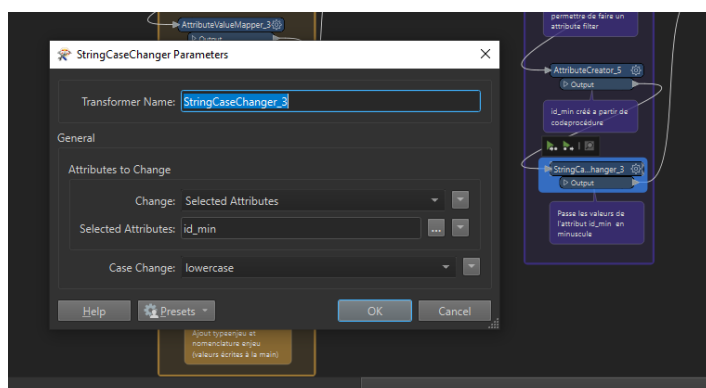 permettre de faire un
attribute filter
AttributeValueMapper_3
Output
StringCaseChanger Parameters
Transformer Name: StringCaseChanger_3
General
Attributes to Change
Change: Selected Attributes
Selected Attributes: id_min ...
Case Change: lowercase
Help Presets OK Cancel
AttributeCreator_5
Output
id_min créé a partir de
codeprocédure
StringCa...hanger_3
Output
Passe les valeurs de
l'attribut id_min en
minuscule
Ajout typeenjeu et
nomenclature enjeu
(valeurs écrites à la main)